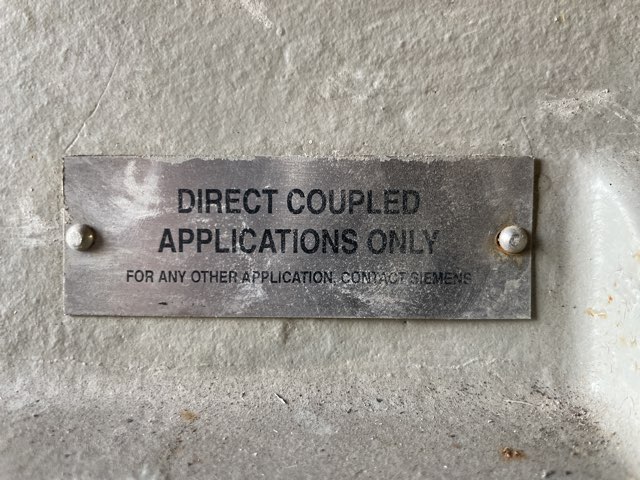 DIRECT COUPLED
APPLICATIONS ONLY
FOR ANY OTHER APPLICATION, CONTACT SIEMENS